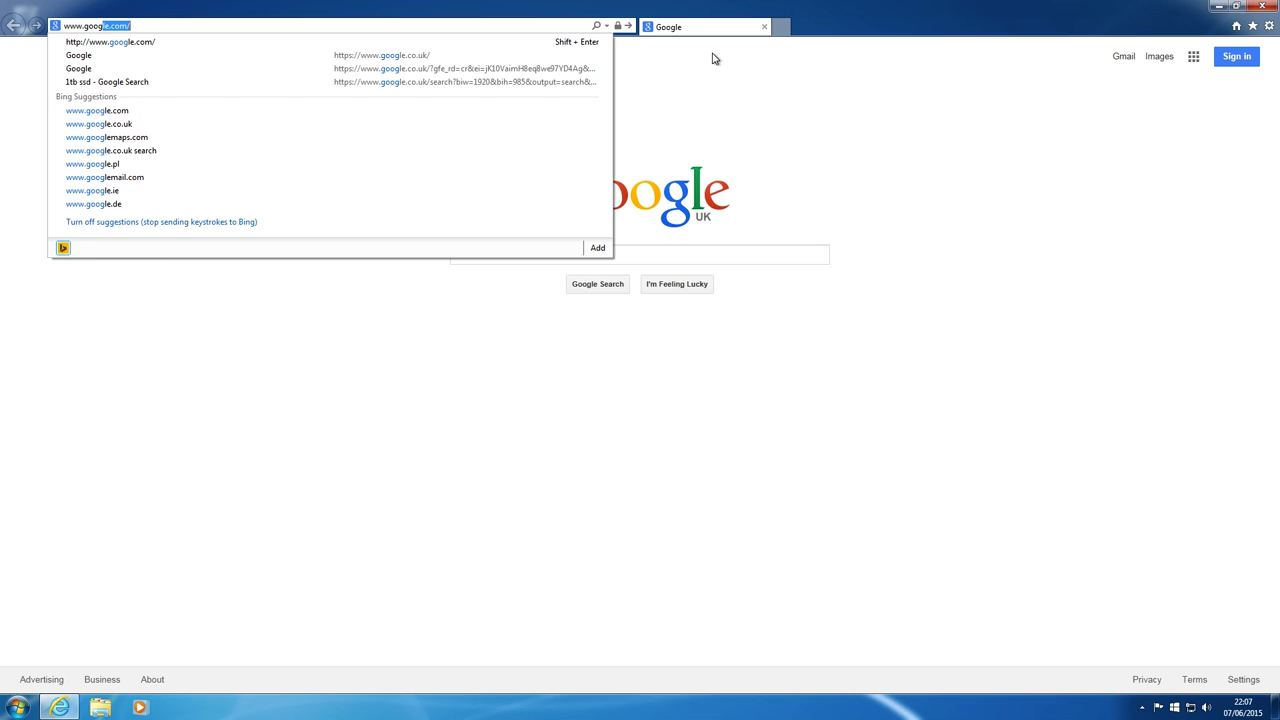 www.google.com/
Google
http://www.google.com/ Shift + Enter
Google https://www.google.co.uk/
Google https://www.google.co.uk/?gfe_rd=cr&ei=jK10VaimH8eq8we97YD4Ag&...
1tb ssd - Google Search https://www.google.co.uk/search?biw=1920&bih=985&output=search&...
Bing Suggestions
www.google.com
www.google.co.uk
www.googlemaps.com
www.google.co.uk search
www.google.pl
www.googlemail.com
www.google.ie
www.google.de
Turn off suggestions (stop sending keystrokes to Bing)
Add
Gmail Images Sign in
oogle
UK
Google Search I'm Feeling Lucky
Advertising Business About Privacy Terms Settings
22:07
07/06/2015